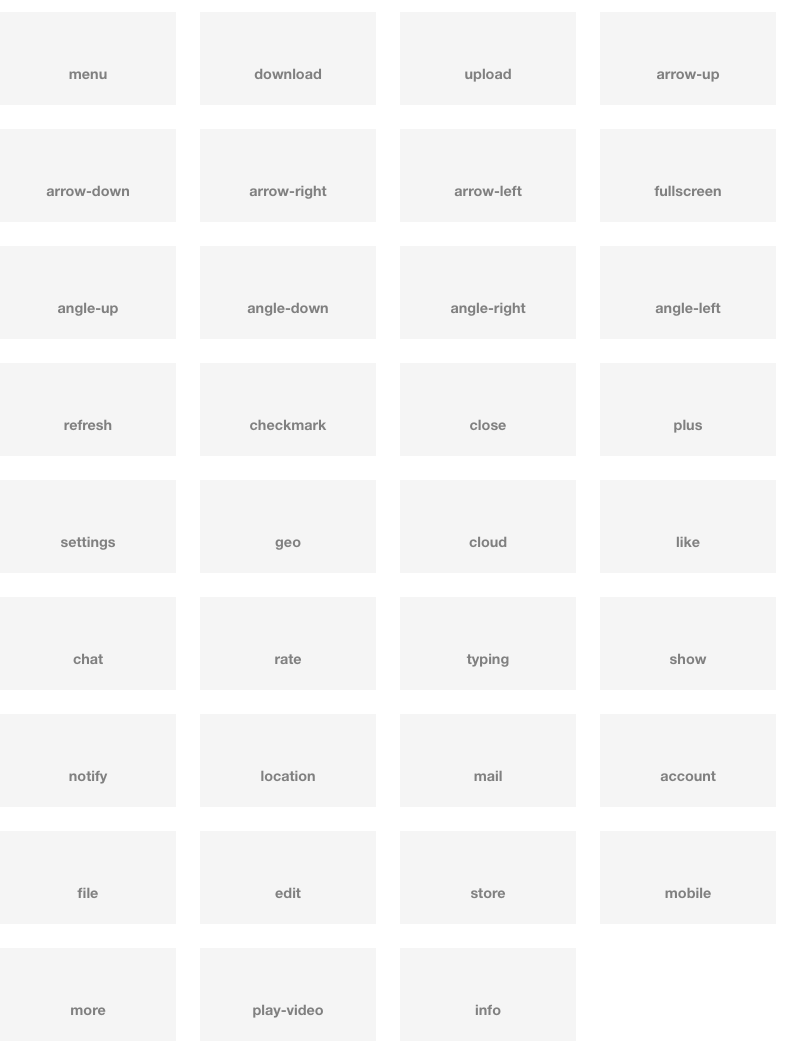 menu
download
upload
arrow-up
arrow-down
arrow-right
arrow-left
fullscreen
angle-up
angle-down
angle-right
angle-left
refresh
checkmark
close
plus
settings
geo
cloud
like
chat
rate
typing
show
notify
location
mail
account
file
edit
store
mobile
more
play-video
info